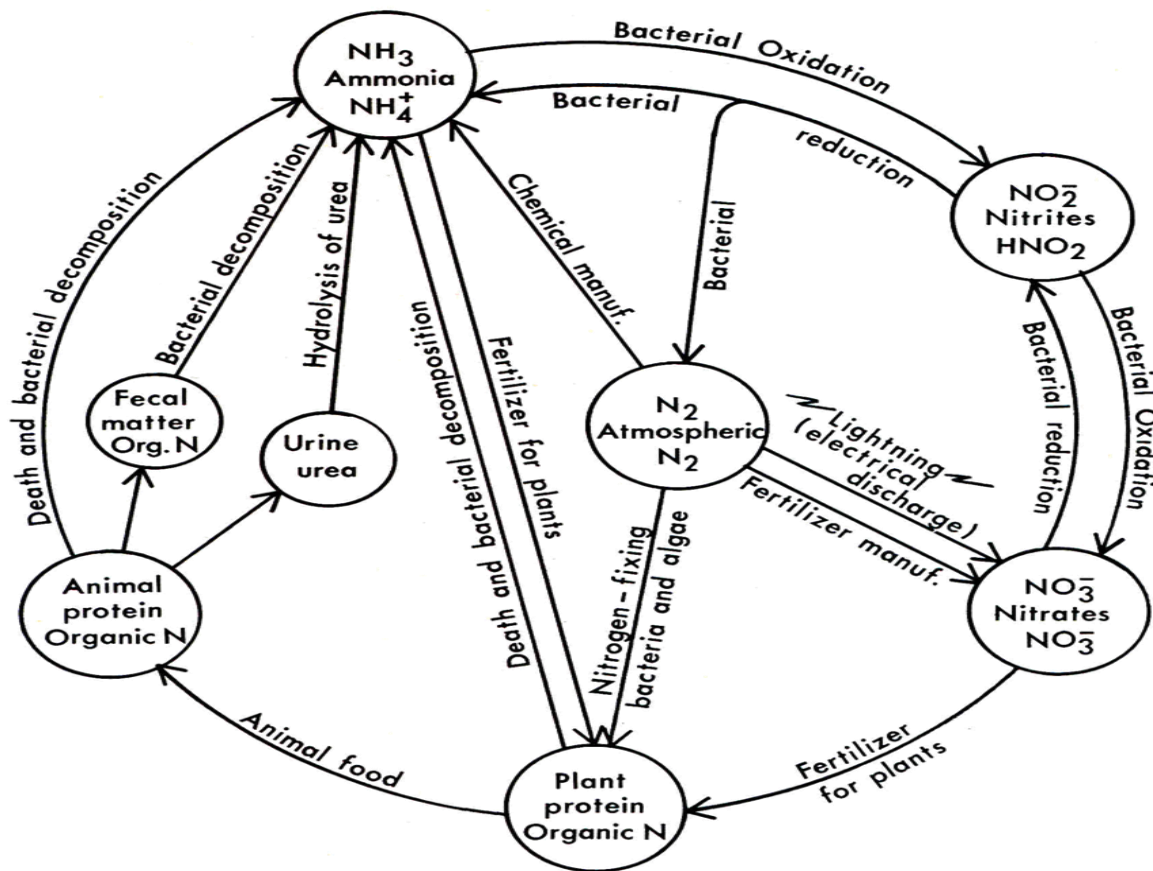 NH3
Ammonia
NH4+
Bacterial Oxidation
Bacterial
reduction
NO2-
Nitrites
HNO2
Death and bacterial decomposition
Bacterial decomposition
Hydrolysis of urea
Chemical manuf.
Bacterial
Fecal
matter
Org. N
Urine
urea
Death and bacterial decomposition
Fertilizer for plants
N2
Atmospheric
N2
Lightning
(electrical
discharge)
Fertilizer manuf.
Bacterial reduction
Bacterial Oxidation
Animal
protein
Organic N
Nitrogen-fixing
bacteria and algae
NO3-
Nitrates
NO3-
Animal food
Plant
protein
Organic N
Fertilizer
for plants